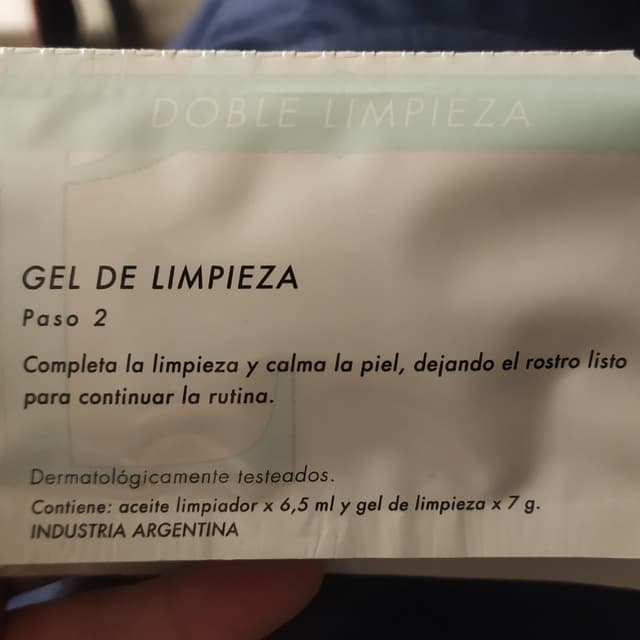 DOBLE LIMPIEZA
GEL DE LIMPIEZA
Paso 2
Completa la limpieza y calma la piel, dejando el rostro listo
para continuar la rutina.
Dermatológicamente testeados.
Contiene: aceite limpiador x 6,5 ml y gel de limpieza x 7 g.
INDUSTRIA ARGENTINA